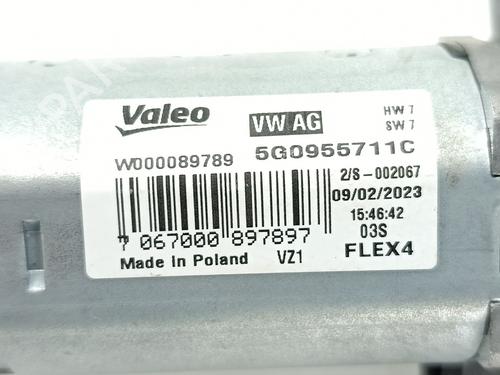 Valeo VW AG HW 7
SW 7
W000089789 5G0955711C
2/S-002067
09/02/2023
15:46:42
7 067000 897897 03S
Made in Poland VZ1 FLEX4